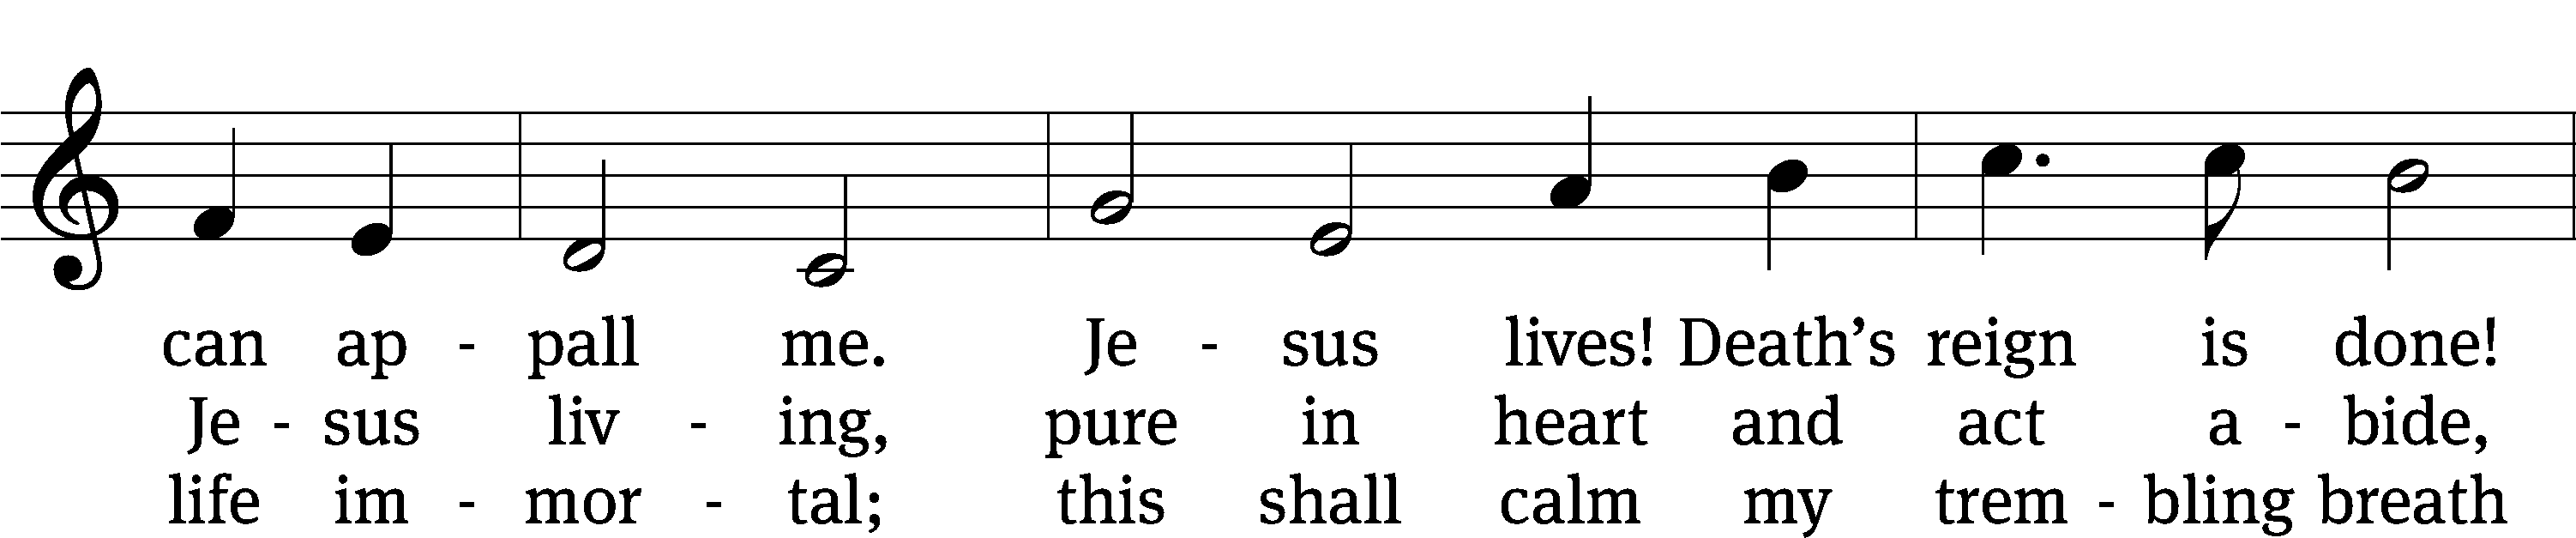 can ap - pall me. Je - sus lives! Death’s reign is done!
Je - sus liv - ing, pure in heart and act a - bide,
life im - mor - tal; this shall calm my trem - bling breath